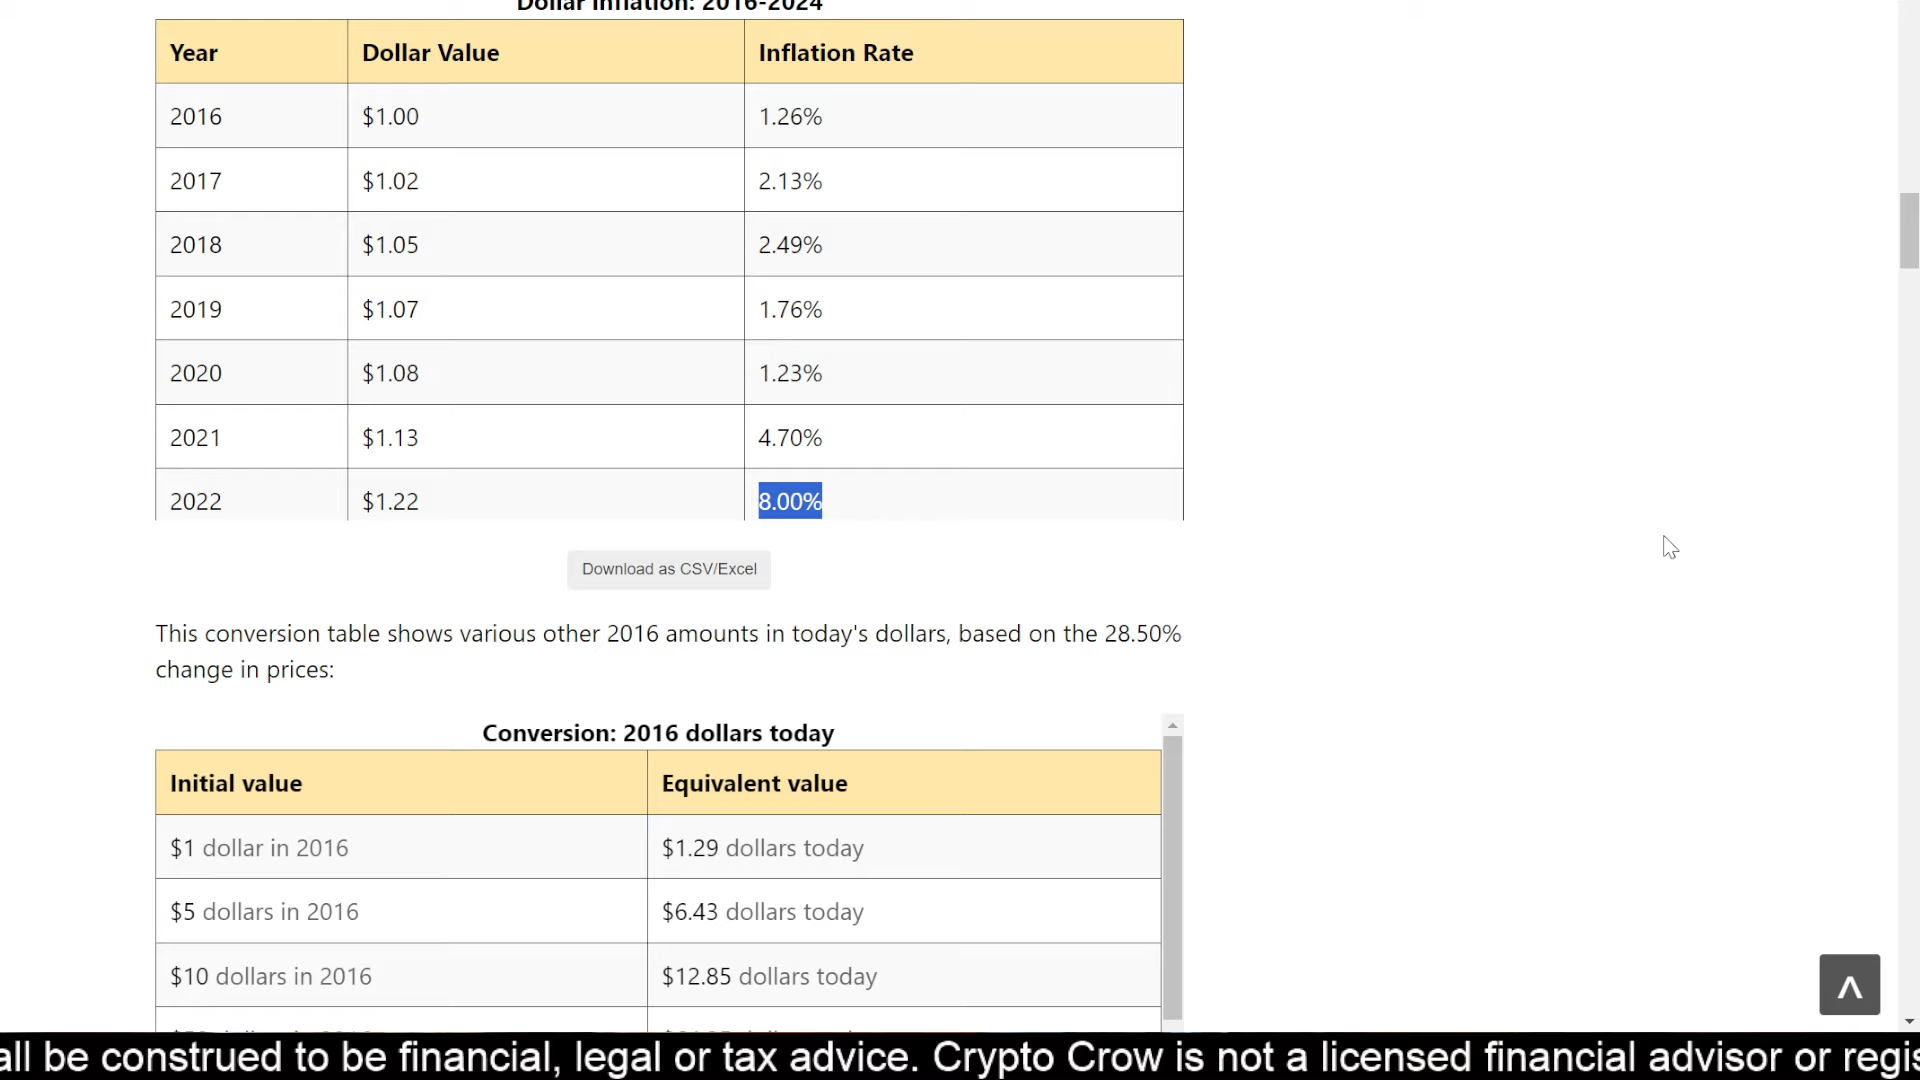 Dollar Inflation: 2016-2024
Year Dollar Value Inflation Rate
2016 $1.00 1.26%
2017 $1.02 2.13%
2018 $1.05 2.49%
2019 $1.07 1.76%
2020 $1.08 1.23%
2021 $1.13 4.70%
2022 $1.22 8.00%
Download as CSV/Excel
This conversion table shows various other 2016 amounts in today's dollars, based on the 28.50%
change in prices:
Conversion: 2016 dollars today
Initial value Equivalent value
$1 dollar in 2016 $1.29 dollars today
$5 dollars in 2016 $6.43 dollars today
$10 dollars in 2016 $12.85 dollars today
all be construed to be financial, legal or tax advice. Crypto Crow is not a licensed financial advisor or regis